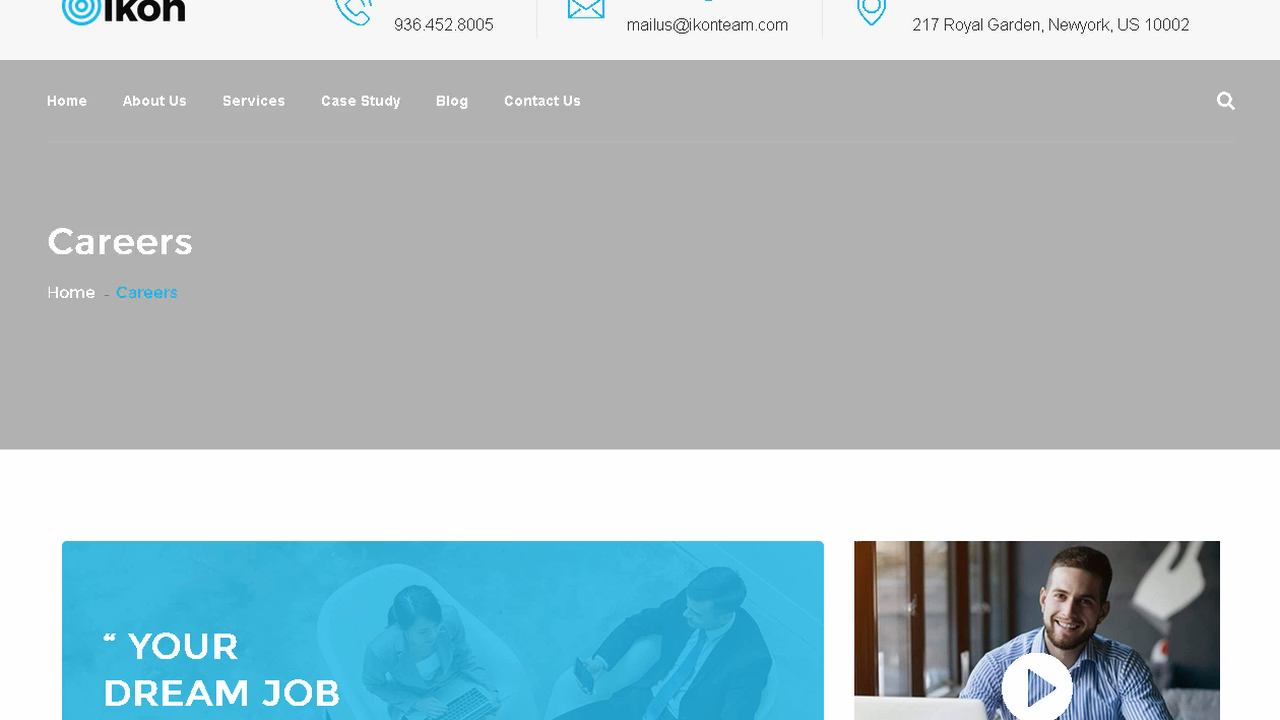 ikon
936.452.8005
mailus@ikonteam.com
217 Royal Garden, Newyork, US 10002
Home About Us Services Case Study Blog Contact Us
Careers
Home - Careers
“ YOUR
DREAM JOB